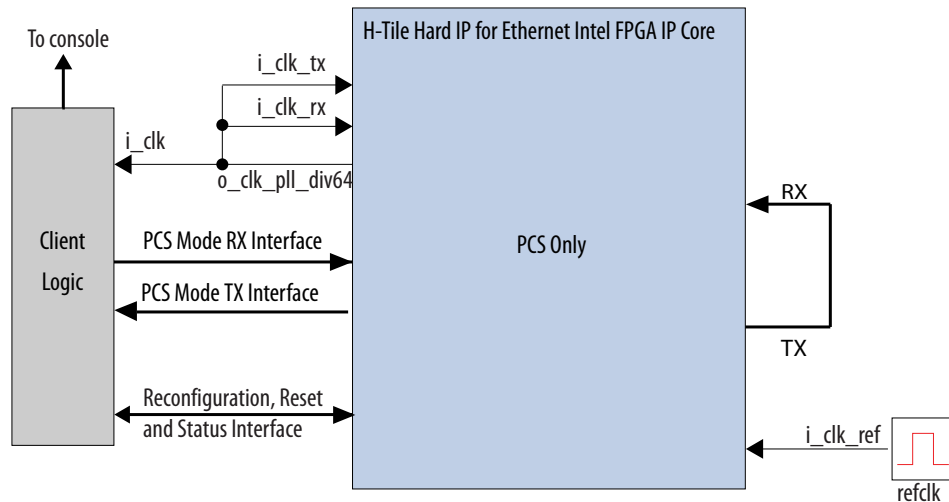 H-Tile Hard IP for Ethernet Intel FPGA IP Core
To console
i_clk_tx
i_clk_rx
i_clk
o_clk_pll_div64
RX
Client
Logic
PCS Mode RX Interface
PCS Only
PCS Mode TX Interface
TX
Reconfiguration, Reset
and Status Interface
i_clk_ref
refclk